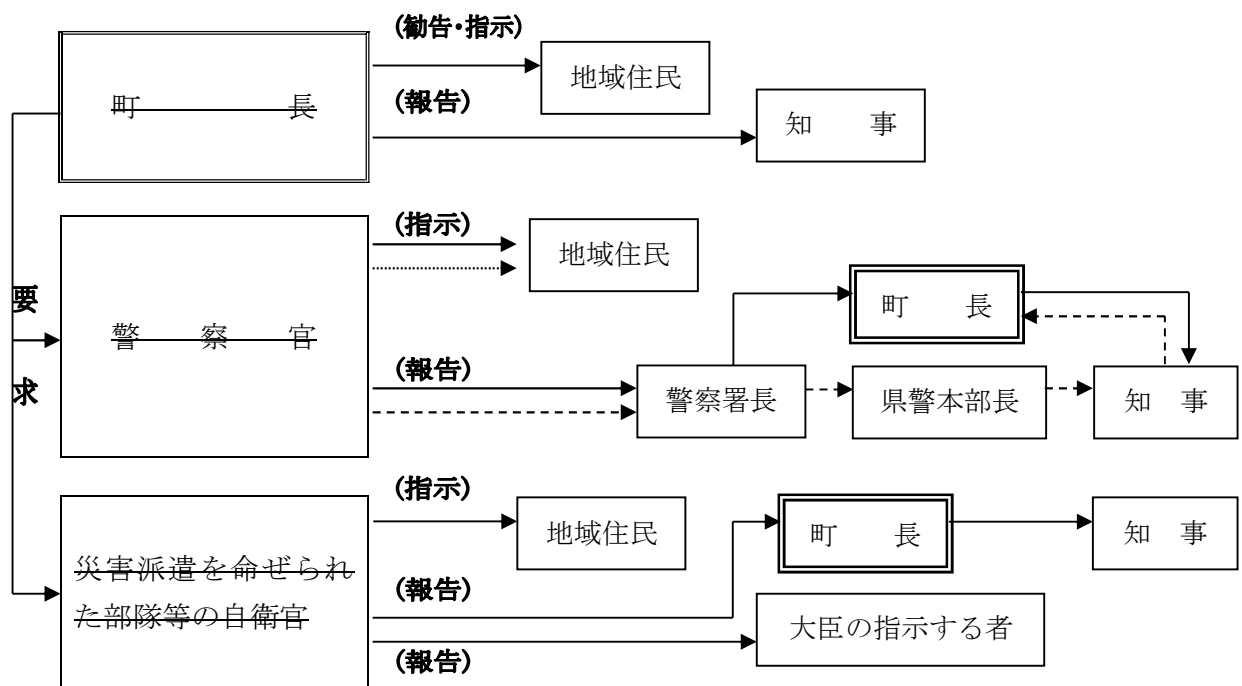 (勧告・指示)
町　長
地域住民
(報告)
知　事
(指示)
地域住民
要
求
警　察　官
町　長
(報告)
警察署長
県警本部長
知　事
(指示)
地域住民
町　長
知　事
災害派遣を命ぜられ
た部隊等の自衛官
(報告)
大臣の指示する者
(報告)